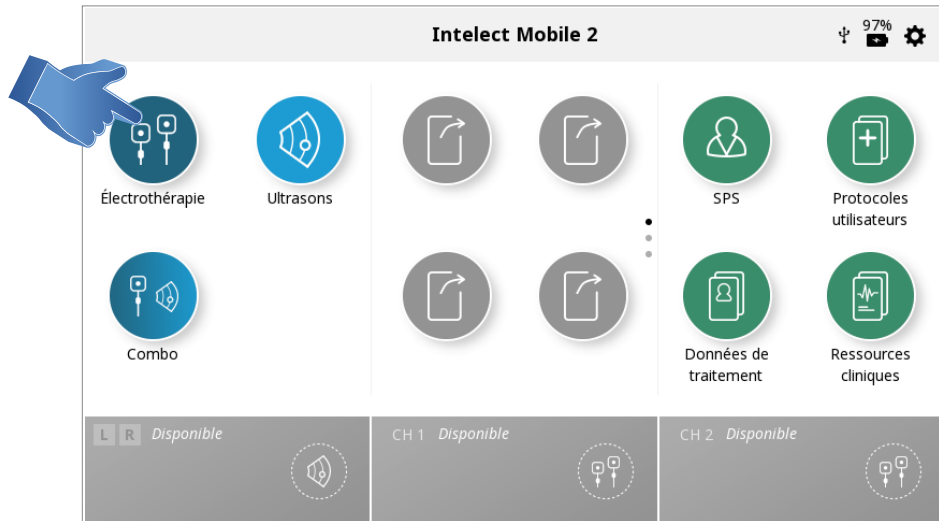 Intelect Mobile 2
97%
Électrothérapie
Ultrasons
SPS
Protocoles
utilisateurs
Combo
Données de
traitement
Ressources
cliniques
L R Disponible
CH 1 Disponible
CH 2 Disponible